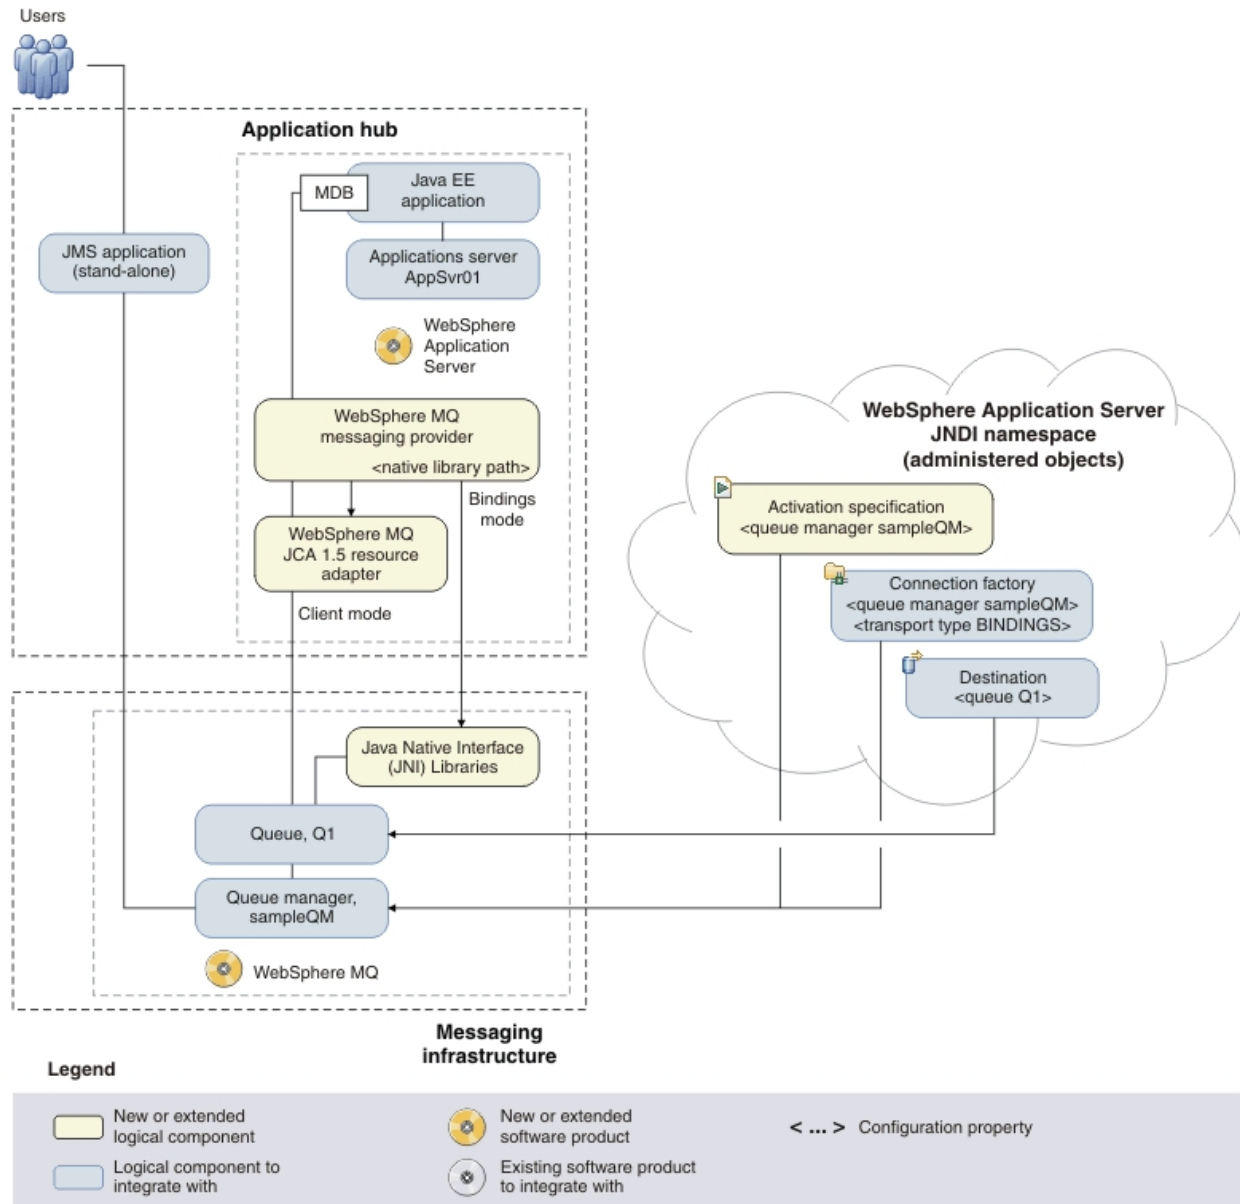 Users
Application hub
MDB
Java EE
application
JMS application
(stand-alone)
Applications server
AppSvr01
WebSphere
Application
Server
WebSphere MQ
messaging provider
<native library path>
Bindings
mode
WebSphere MQ
JCA 1.5 resource
adapter
Client mode
WebSphere Application Server
JNDI namespace
(administered objects)
Activation specification
<queue manager sampleQM>
Connection factory
<queue manager sampleQM>
<transport type BINDINGS>
Destination
<queue Q1>
Java Native Interface
(JNI) Libraries
Queue, Q1
Queue manager,
sampleQM
WebSphere MQ
Messaging
infrastructure
Legend
New or extended
logical component
Logical component to
integrate with
New or extended
software product
Existing software product
to integrate with
< ... > Configuration property